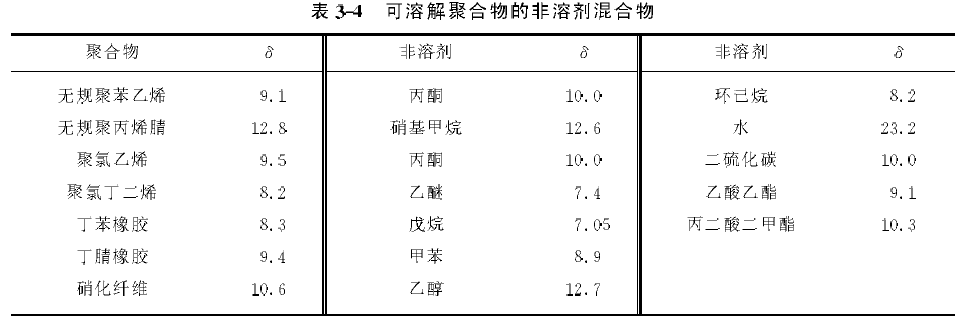 表 3-4 可溶解聚合物的非溶剂混合物
聚合物 δ 非溶剂 δ 非溶剂 δ
无规聚苯乙烯 9.1 丙酮 10.0 环己烷 8.2
无规聚丙烯腈 12.8 硝基甲烷 12.6 水 23.2
聚氯乙烯 9.5 丙酮 10.0 二硫化碳 10.0
聚氯丁二烯 8.2 乙醚 7.4 乙酸乙酯 9.1
丁苯橡胶 8.3 戊烷 7.05 丙二酸二甲酯 10.3
丁腈橡胶 9.4 甲苯 8.9
硝化纤维 10.6 乙醇 12.7